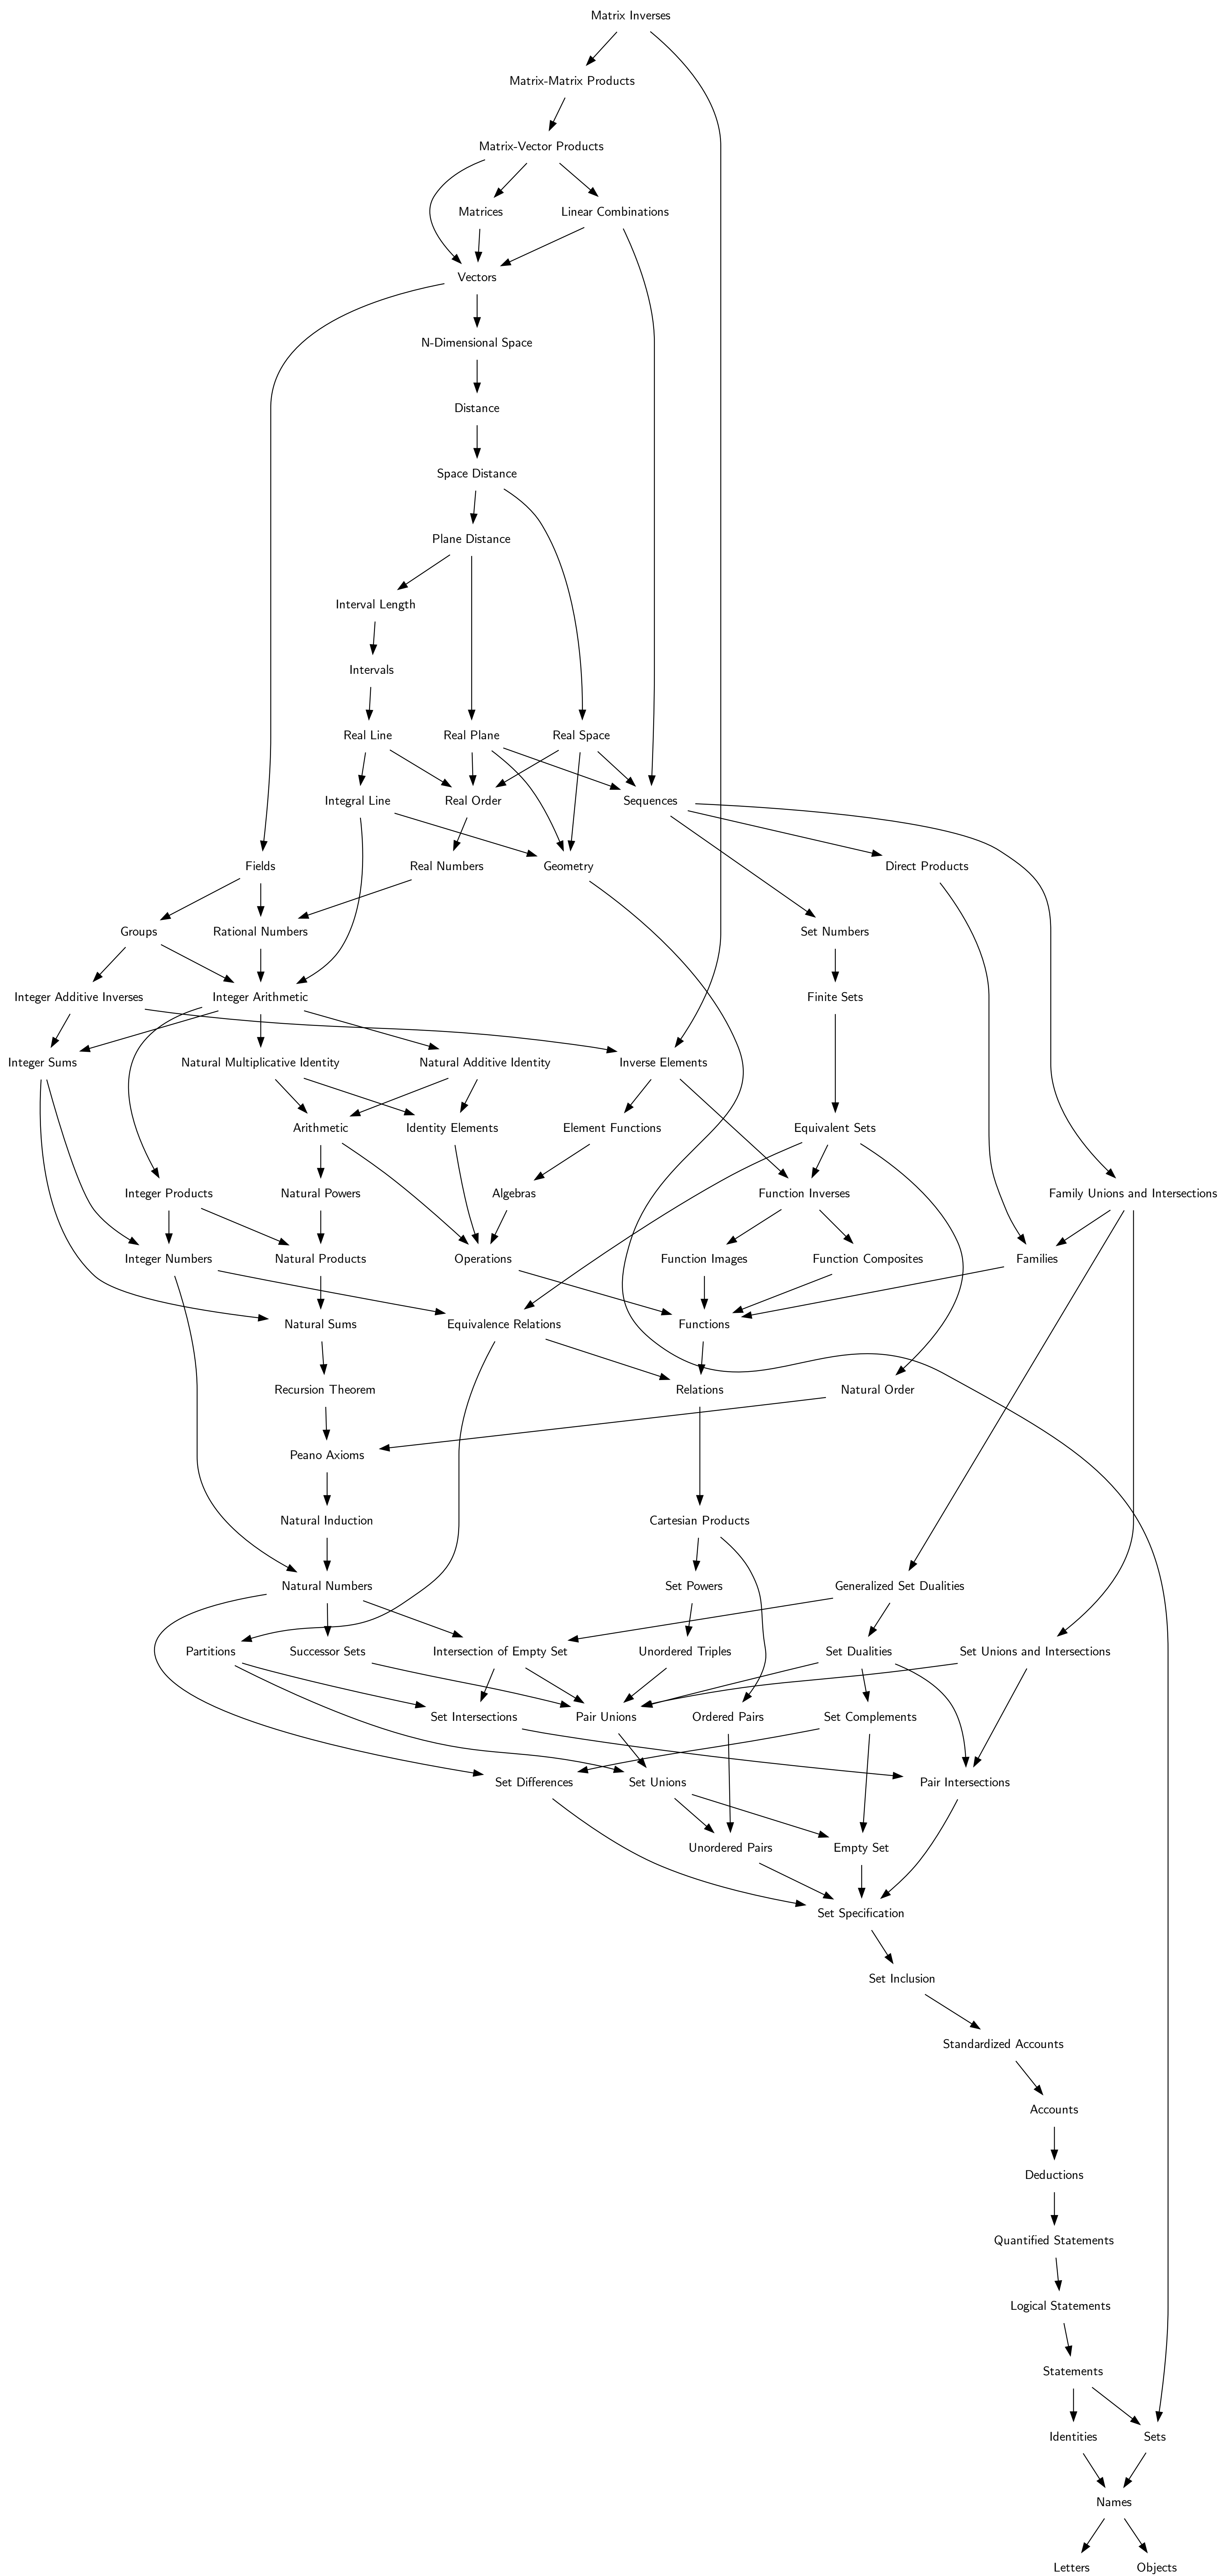 Matrix Inverses
Matrix-Matrix Products
Matrix-Vector Products
Matrices
Linear Combinations
Vectors
N-Dimensional Space
Distance
Space Distance
Plane Distance
Interval Length
Intervals
Real Line
Real Plane
Real Space
Integral Line
Real Order
Sequences
Fields
Real Numbers
Geometry
Direct Products
Groups
Rational Numbers
Set Numbers
Integer Additive Inverses
Integer Arithmetic
Finite Sets
Integer Sums
Natural Multiplicative Identity
Natural Additive Identity
Inverse Elements
Arithmetic
Identity Elements
Element Functions
Equivalent Sets
Integer Products
Natural Powers
Algebras
Function Inverses
Family Unions and Intersections
Integer Numbers
Natural Products
Operations
Function Images
Function Composites
Families
Natural Sums
Equivalence Relations
Functions
Recursion Theorem
Relations
Natural Order
Peano Axioms
Natural Induction
Cartesian Products
Natural Numbers
Set Powers
Generalized Set Dualities
Partitions
Successor Sets
Intersection of Empty Set
Unordered Triples
Set Dualities
Set Unions and Intersections
Set Intersections
Pair Unions
Ordered Pairs
Set Complements
Set Differences
Set Unions
Pair Intersections
Unordered Pairs
Empty Set
Set Specification
Set Inclusion
Standardized Accounts
Accounts
Deductions
Quantified Statements
Logical Statements
Statements
Identities
Sets
Names
Letters
Objects